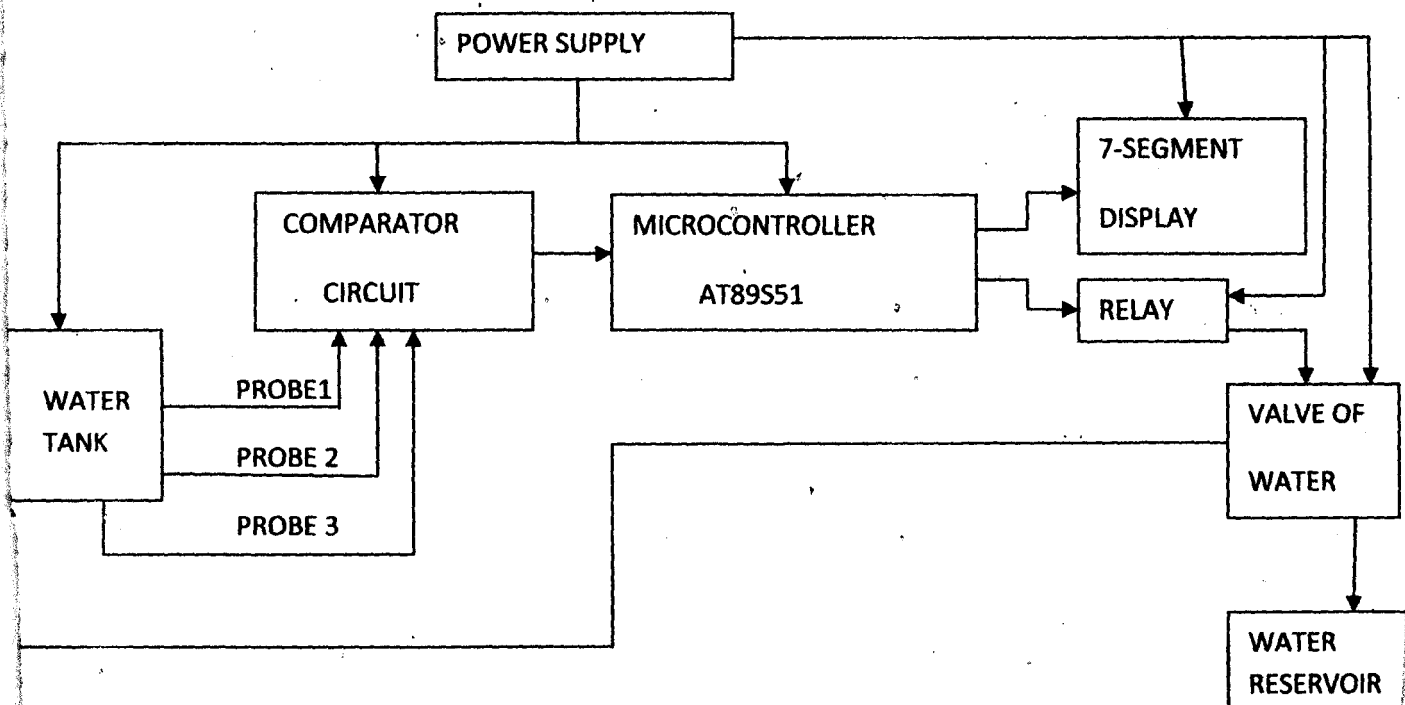 POWER SUPPLY
7-SEGMENT
DISPLAY
COMPARATOR
CIRCUIT
MICROCONTROLLER
AT89S51
RELAY
WATER
TANK
PROBE1
PROBE 2
PROBE 3
VALVE OF
WATER
WATER
RESERVOIR